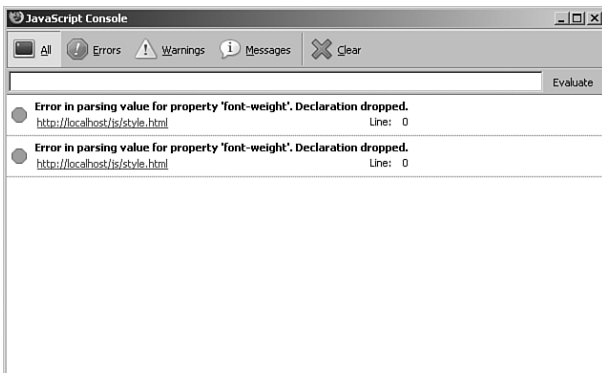 JavaScript Console
All Errors Warnings Messages Clear
Evaluate
Error in parsing value for property 'font-weight'. Declaration dropped.
http://localhost/js/style.html Line: 0
Error in parsing value for property 'font-weight'. Declaration dropped.
http://localhost/js/style.html Line: 0